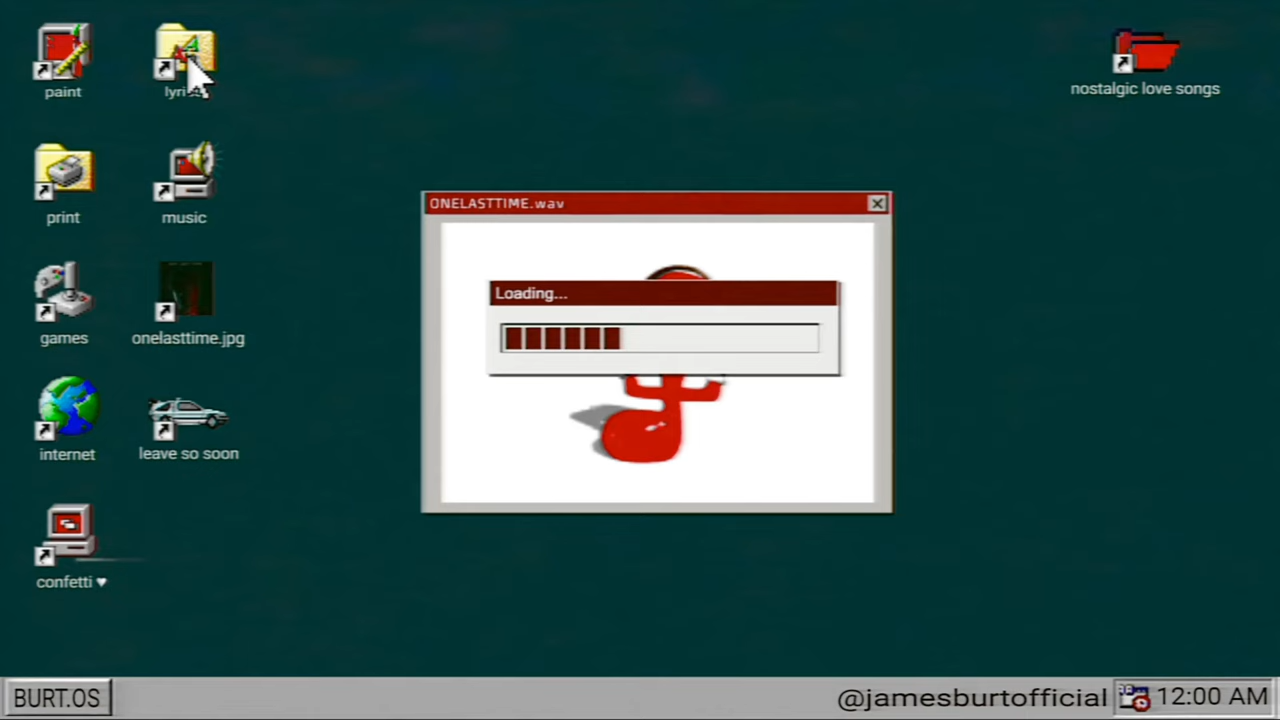 paint
nostalgic love songs
print
music
ONELASTTIME.wav
Loading...
games
onelasttime.jpg
internet
leave so soon
confetti ♥
BURT.OS
@jamesburtofficial
12:00 AM